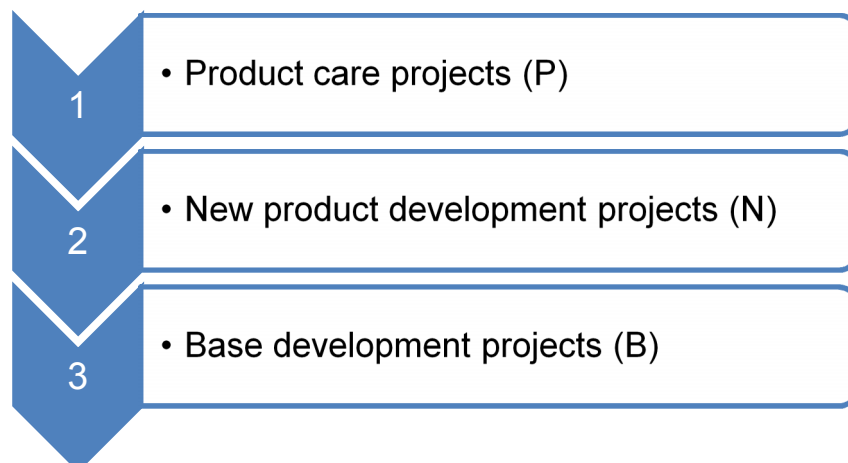 1
• Product care projects (P)
2
• New product development projects (N)
3
• Base development projects (B)